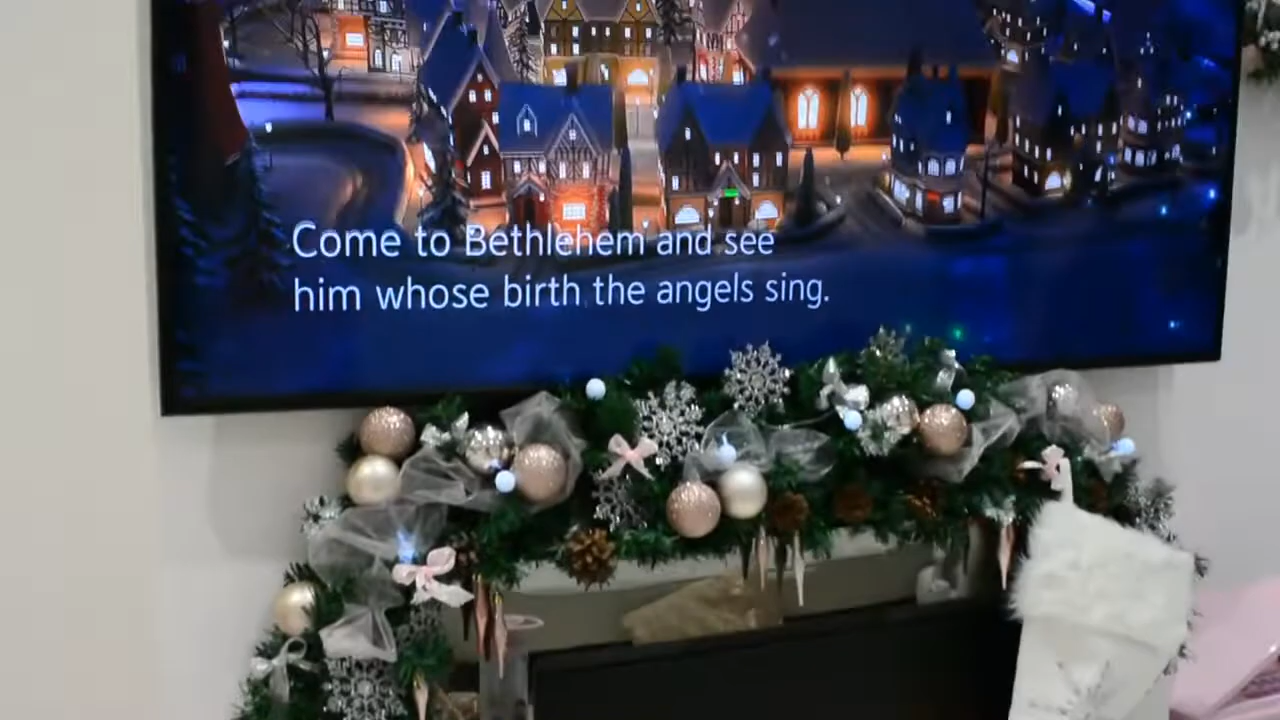 Come to Bethlehem and see
him whose birth the angels sing.